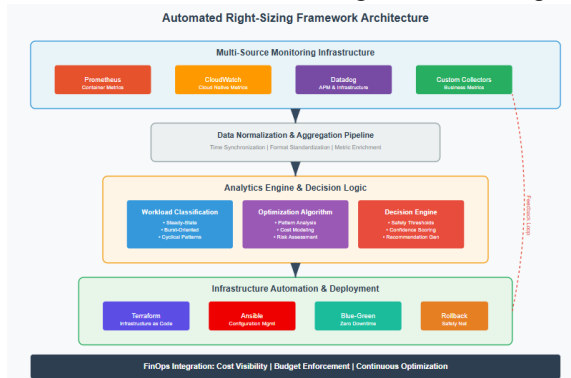 Automated Right-Sizing Framework Architecture
Multi-Source Monitoring Infrastructure
Prometheus
Container Metrics
CloudWatch
Cloud Native Metrics
Datadog
APM & Infrastructure
Custom Collectors
Business Metrics
Data Normalization & Aggregation Pipeline
Time Synchronization | Format Standardization | Metric Enrichment
Analytics Engine & Decision Logic
Workload Classification
• Steady-State
• Burst-Oriented
• Cyclical Patterns
Optimization Algorithm
• Pattern Analysis
• Cost Modeling
• Risk Assessment
Decision Engine
• Safety Thresholds
• Confidence Scoring
• Recommendation Gen
Feedback Loop
Infrastructure Automation & Deployment
Terraform
Infrastructure as Code
Ansible
Configuration Mgmt
Blue-Green
Zero Downtime
Rollback
Safety Net
FinOps Integration: Cost Visibility | Budget Enforcement | Continuous Optimization